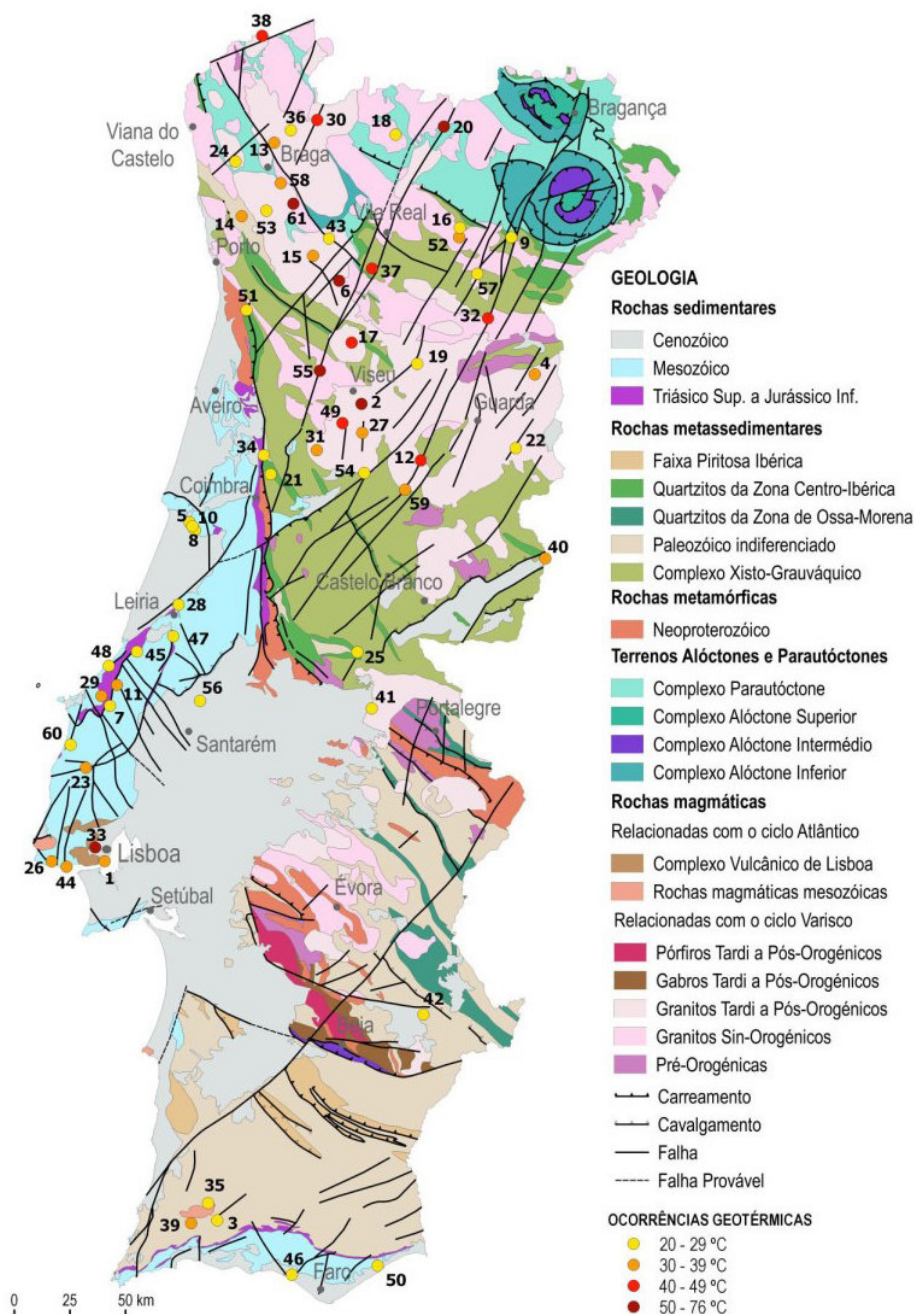 38
36
30
18
20
Bragança
Viana do
Castelo
24
13
Braga
58
61
14
53
43
Vila Real
16
52
9
Porto
15
6
37
57
51
32
17
19
4
55
Viseu
Aveiro
2
49
27
Guarda
34
31
22
21
54
12
59
Coimbra
5
10
8
40
Castelo Branco
28
Leiria
47
48
45
25
29
11
7
56
41
Portalegre
Santarém
60
23
33
Lisboa
26
44
1
Setúbal
Évora
42
Beja
35
39
3
46
Faro
50
0 25 50 km
GEOLOGIA
Rochas sedimentares
Cenozóico
Mesozóico
Triásico Sup. a Jurássico Inf.
Rochas metassedimentares
Faixa Piritosa Ibérica
Quartzitos da Zona Centro-Ibérica
Quartzitos da Zona de Ossa-Morena
Paleozóico indiferenciado
Complexo Xisto-Grauváquico
Rochas metamórficas
Neoproterozóico
Terrenos Alóctones e Parautóctones
Complexo Parautóctone
Complexo Alóctone Superior
Complexo Alóctone Intermédio
Complexo Alóctone Inferior
Rochas magmáticas
Relacionadas com o ciclo Atlântico
Complexo Vulcânico de Lisboa
Rochas magmáticas mesozóicas
Relacionadas com o ciclo Varisco
Pórfiros Tardi a Pós-Orogénicos
Gabros Tardi a Pós-Orogénicos
Granitos Tardi a Pós-Orogénicos
Granitos Sin-Orogénicos
Pré-Orogénicas
Carreamento
Cavalgamento
Falha
Falha Provável
OCORRÊNCIAS GEOTÉRMICAS
20 - 29 ºC
30 - 39 ºC
40 - 49 ºC
50 - 76 ºC